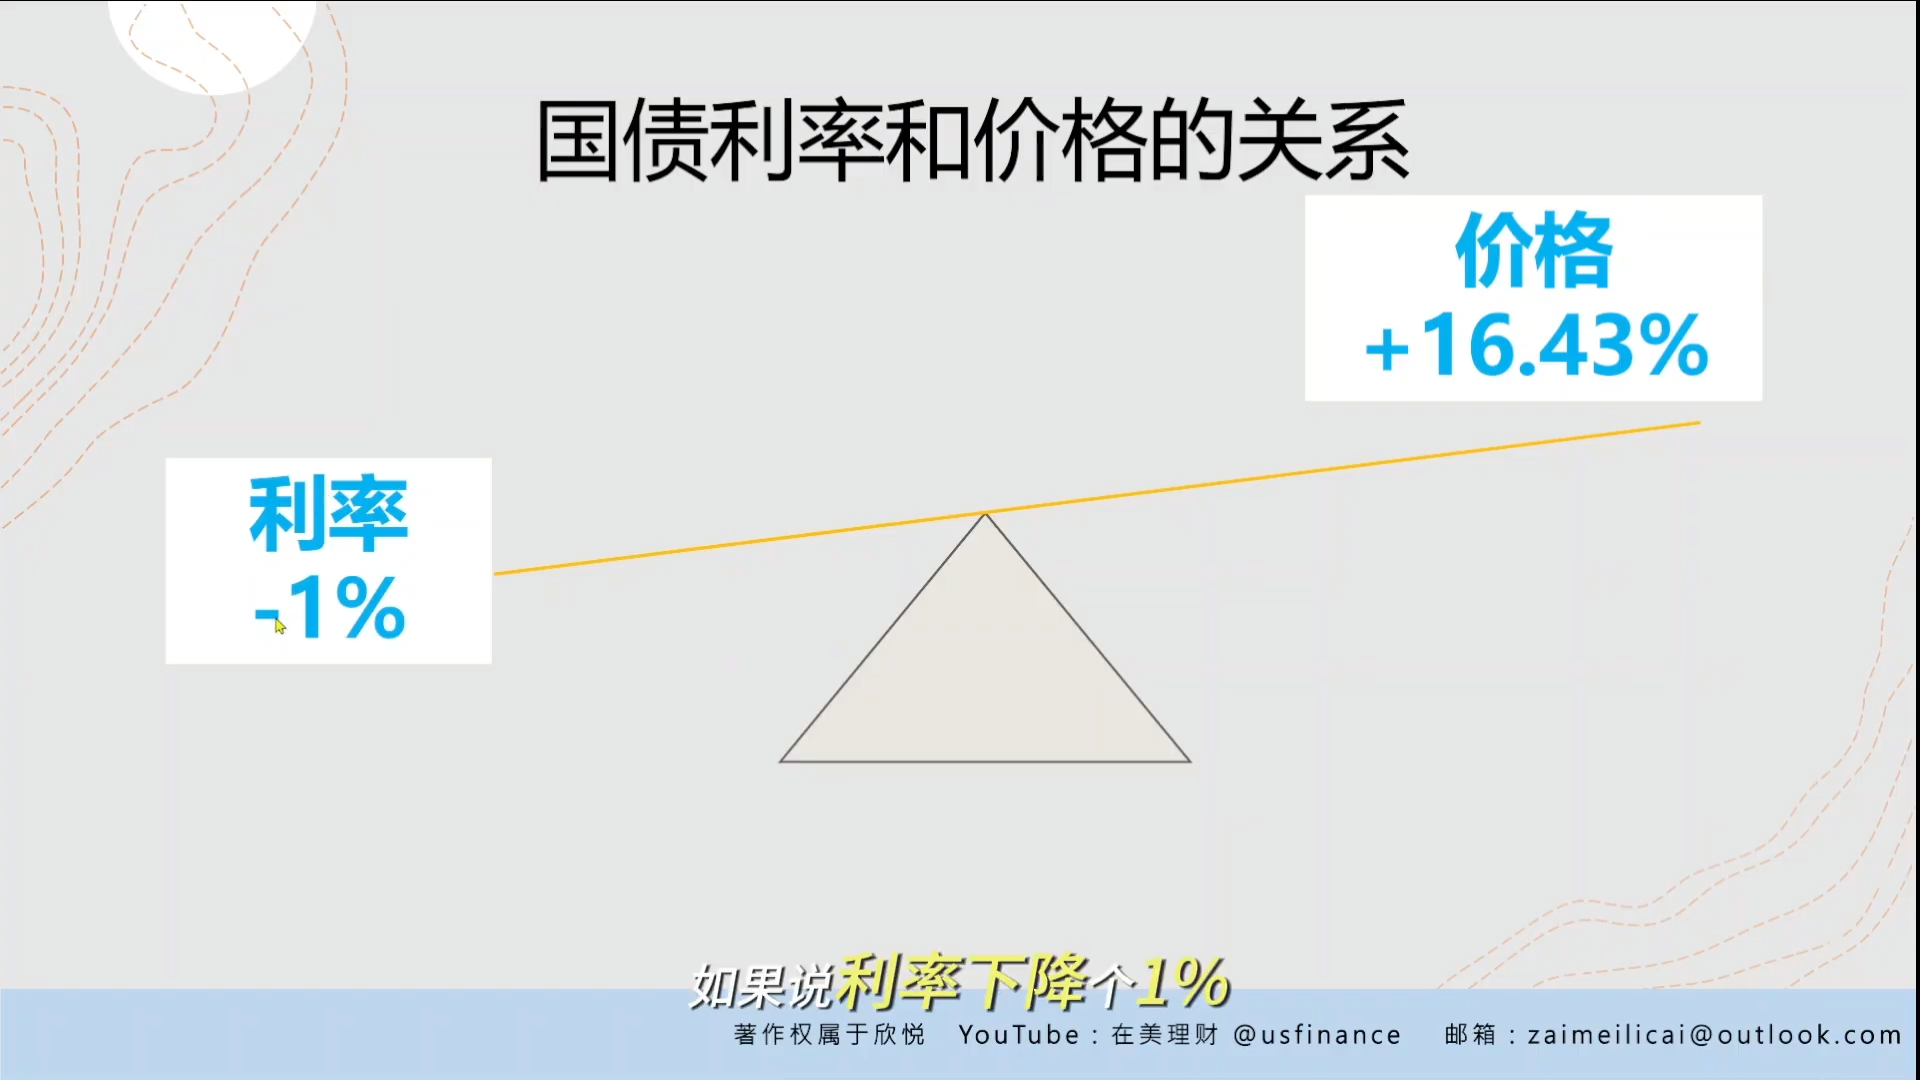 国债利率和价格的关系
价格
+16.43%
利率
-1%
如果说利率下降个1%
著作权属于欣悦 YouTube：在美理财 @usfinance 邮箱：zaimeilicai@outlook.com